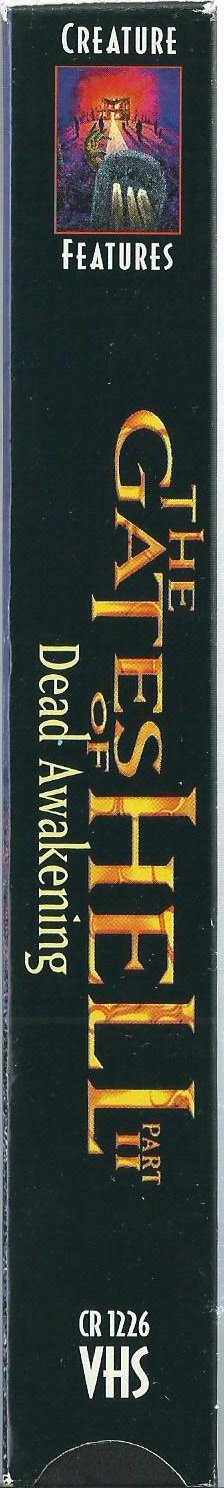 CREATURE
FEATURES
THE
GATES
OF
HELL
PART
II
Dead Awakening
CR 1226
VHS